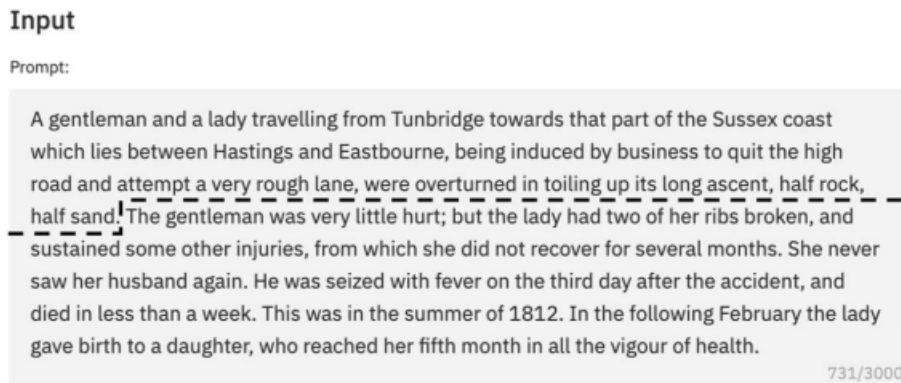 Input
Prompt:
A gentleman and a lady travelling from Tunbridge towards that part of the Sussex coast
which lies between Hastings and Eastbourne, being induced by business to quit the high
road and attempt a very rough lane, were overturned in toiling up its long ascent, half rock,
half sand. The gentleman was very little hurt; but the lady had two of her ribs broken, and
sustained some other injuries, from which she did not recover for several months. She never
saw her husband again. He was seized with fever on the third day after the accident, and
died in less than a week. This was in the summer of 1812. In the following February the lady
gave birth to a daughter, who reached her fifth month in all the vigour of health.
731/3000